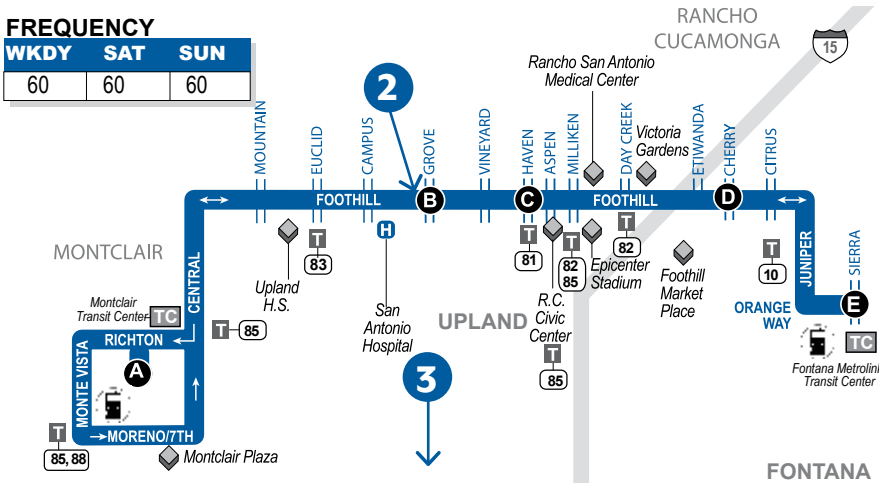 FREQUENCY
WKDY SAT SUN
60 60 60
RANCHO
CUCAMONGA
15
Rancho San Antonio
Medical Center
2
MOUNTAIN
EUCLID
CAMPUS
GROVE
VINEYARD
HAVEN
ASPEN
MILLIKEN
DAY CREEK
Victoria
Gardens
ETIWANDA
CHERRY
CITRUS
FOOTHILL
B
C
FOOTHILL
D
MONTCLAIR
CENTRAL
Upland
H.S.
T
83
H
San
Antonio
Hospital
UPLAND
T
81
R.C.
Civic
Center
T
85
T
82
85
Epicenter
Stadium
T
82
Foothill
Market
Place
T
10
JUNIPER
SIERRA
ORANGE
WAY
E
TC
Fontana Metrolin
Transit Center
Montclair
Transit Center
TC
T
85
RICHTON
MONTE VISTA
A
MORENO/7TH
T
85, 88
Montclair Plaza
3
FONTANA